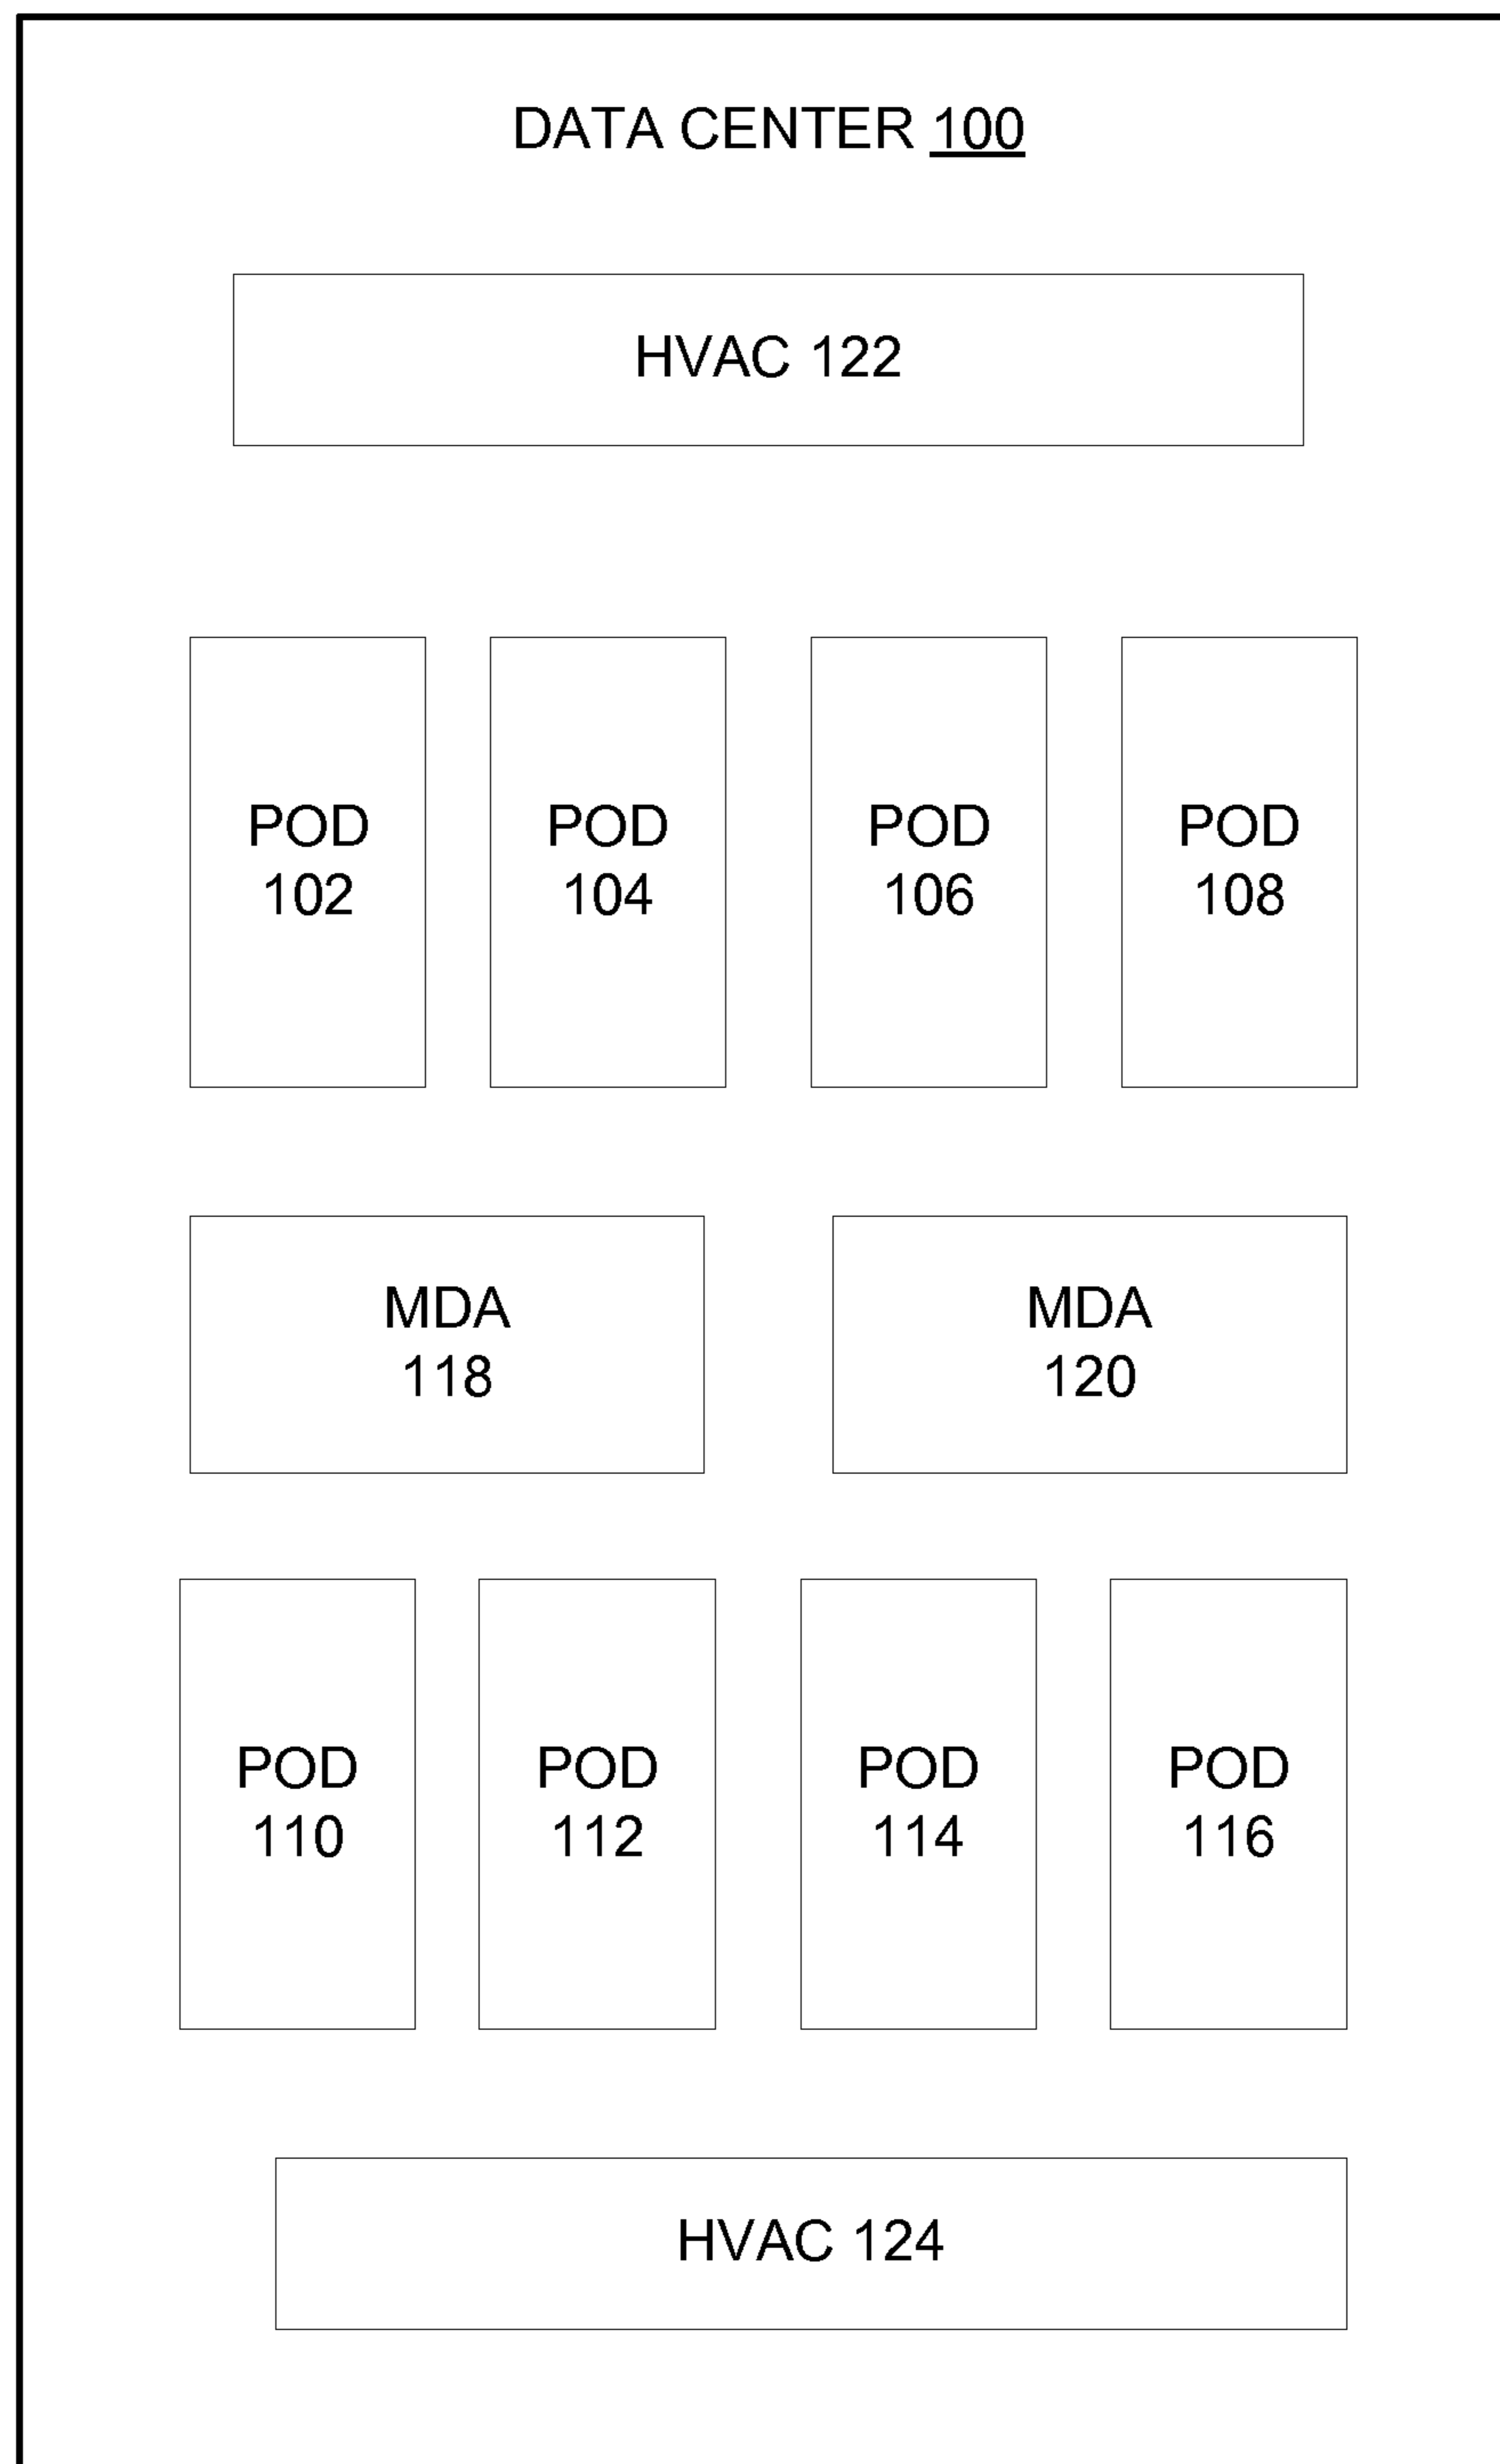 DATA CENTER 100
HVAC 122
POD POD POD POD
102 104 106 108
MDA MDA
118 120
POD POD POD POD
110 112 114 116
HVAC 124